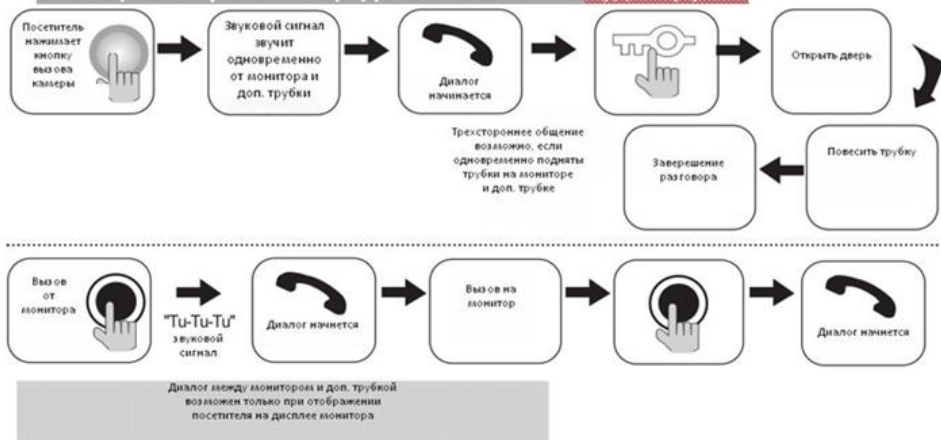 Посетитель
нажимает
кнопку
вызова
камеры
Звуковой сигнал
звучит
одновременно
от монитора и
доп. трубки
Диалог
начинается
Открыть дверь
Трехстороннее общение
возможно, если
одновременно подняты
трубки на мониторе
и доп. трубке
Заверешение
разговора
Повесить трубку
Вызов
от
монитора
"Tu-Tu-Tu"
звуковой
сигнал
Диалог начнется
Вызов на
монитор
Диалог начнется
Диалог между монитором и доп. трубкой
возможен только при отображении
посетителя на дисплее монитора